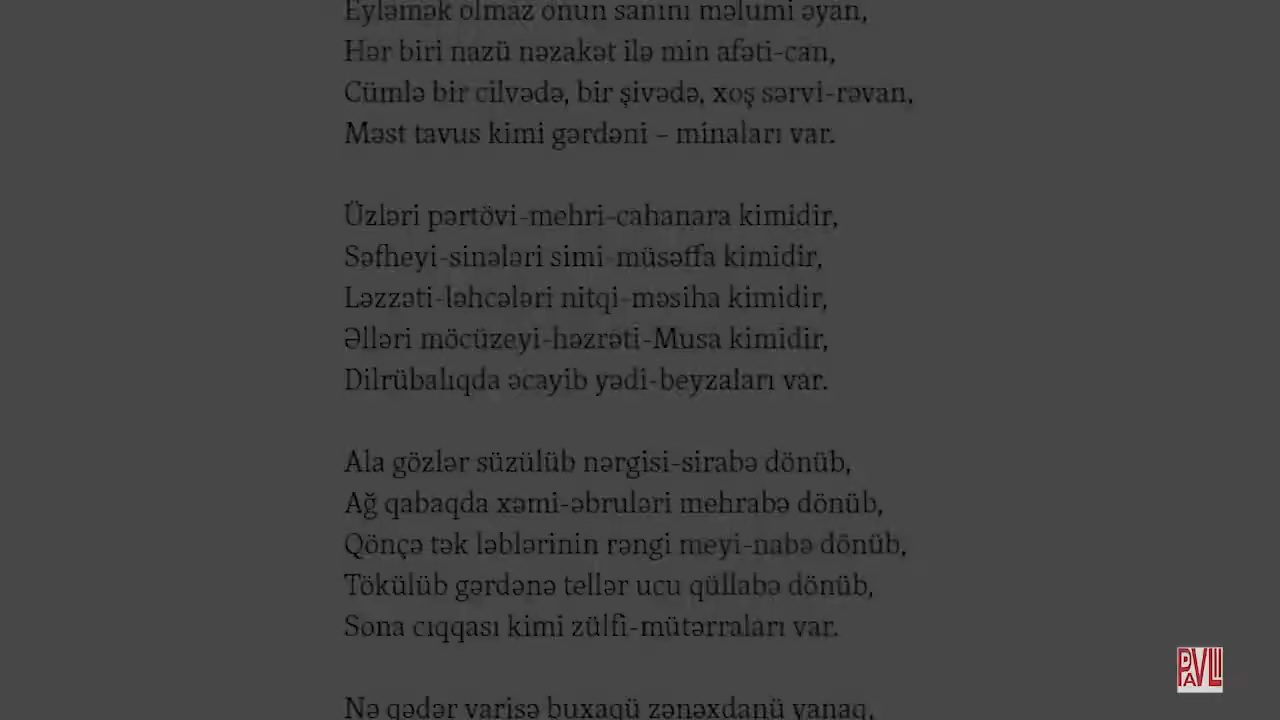 Eyləmək olmaz onun sanını məlumi əyan,
Hər biri nazü nəzakət ilə min afəti-can,
Cümlə bir cilvədə, bir şivədə, xoş sərvi-rəvan,
Məst tavus kimi gərdəni – minaları var.
Üzləri pərtövi-mehri-cahanara kimidir,
Səfheyi-sinələri simi-müsəffa kimidir,
Ləzzəti-ləhcələri nitqi-məsiha kimidir,
Əlləri möcüzeyi-həzrəti-Musa kimidir,
Dilrübalıqda əcayib yədi-beyzaları var.
Ala gözlər süzülüb nərgisi-sirabə dönüb,
Ağ qabaqda xəmi-əbruləri mehrabə dönüb,
Qönçə tək ləblərinin rəngi meyi-nabə dönüb,
Tökülüb gərdənə tellər ucu qüllabə dönüb,
Sona cıqqası kimi zülfi-mütərraları var.
Nə qədər varisə buxaqü zənəxdanü yanaq,